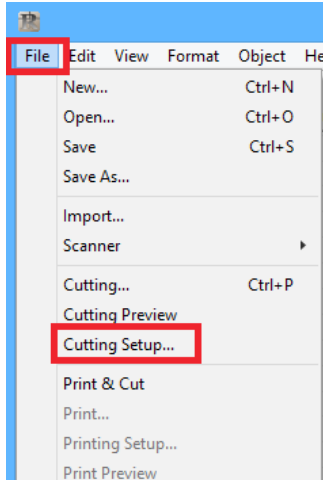 File Edit View Format Object He
New... Ctrl+N
Open... Ctrl+O
Save Ctrl+S
Save As...
Import...
Scanner
Cutting... Ctrl+P
Cutting Preview
Cutting Setup...
Print & Cut
Print...
Printing Setup...
Print Preview